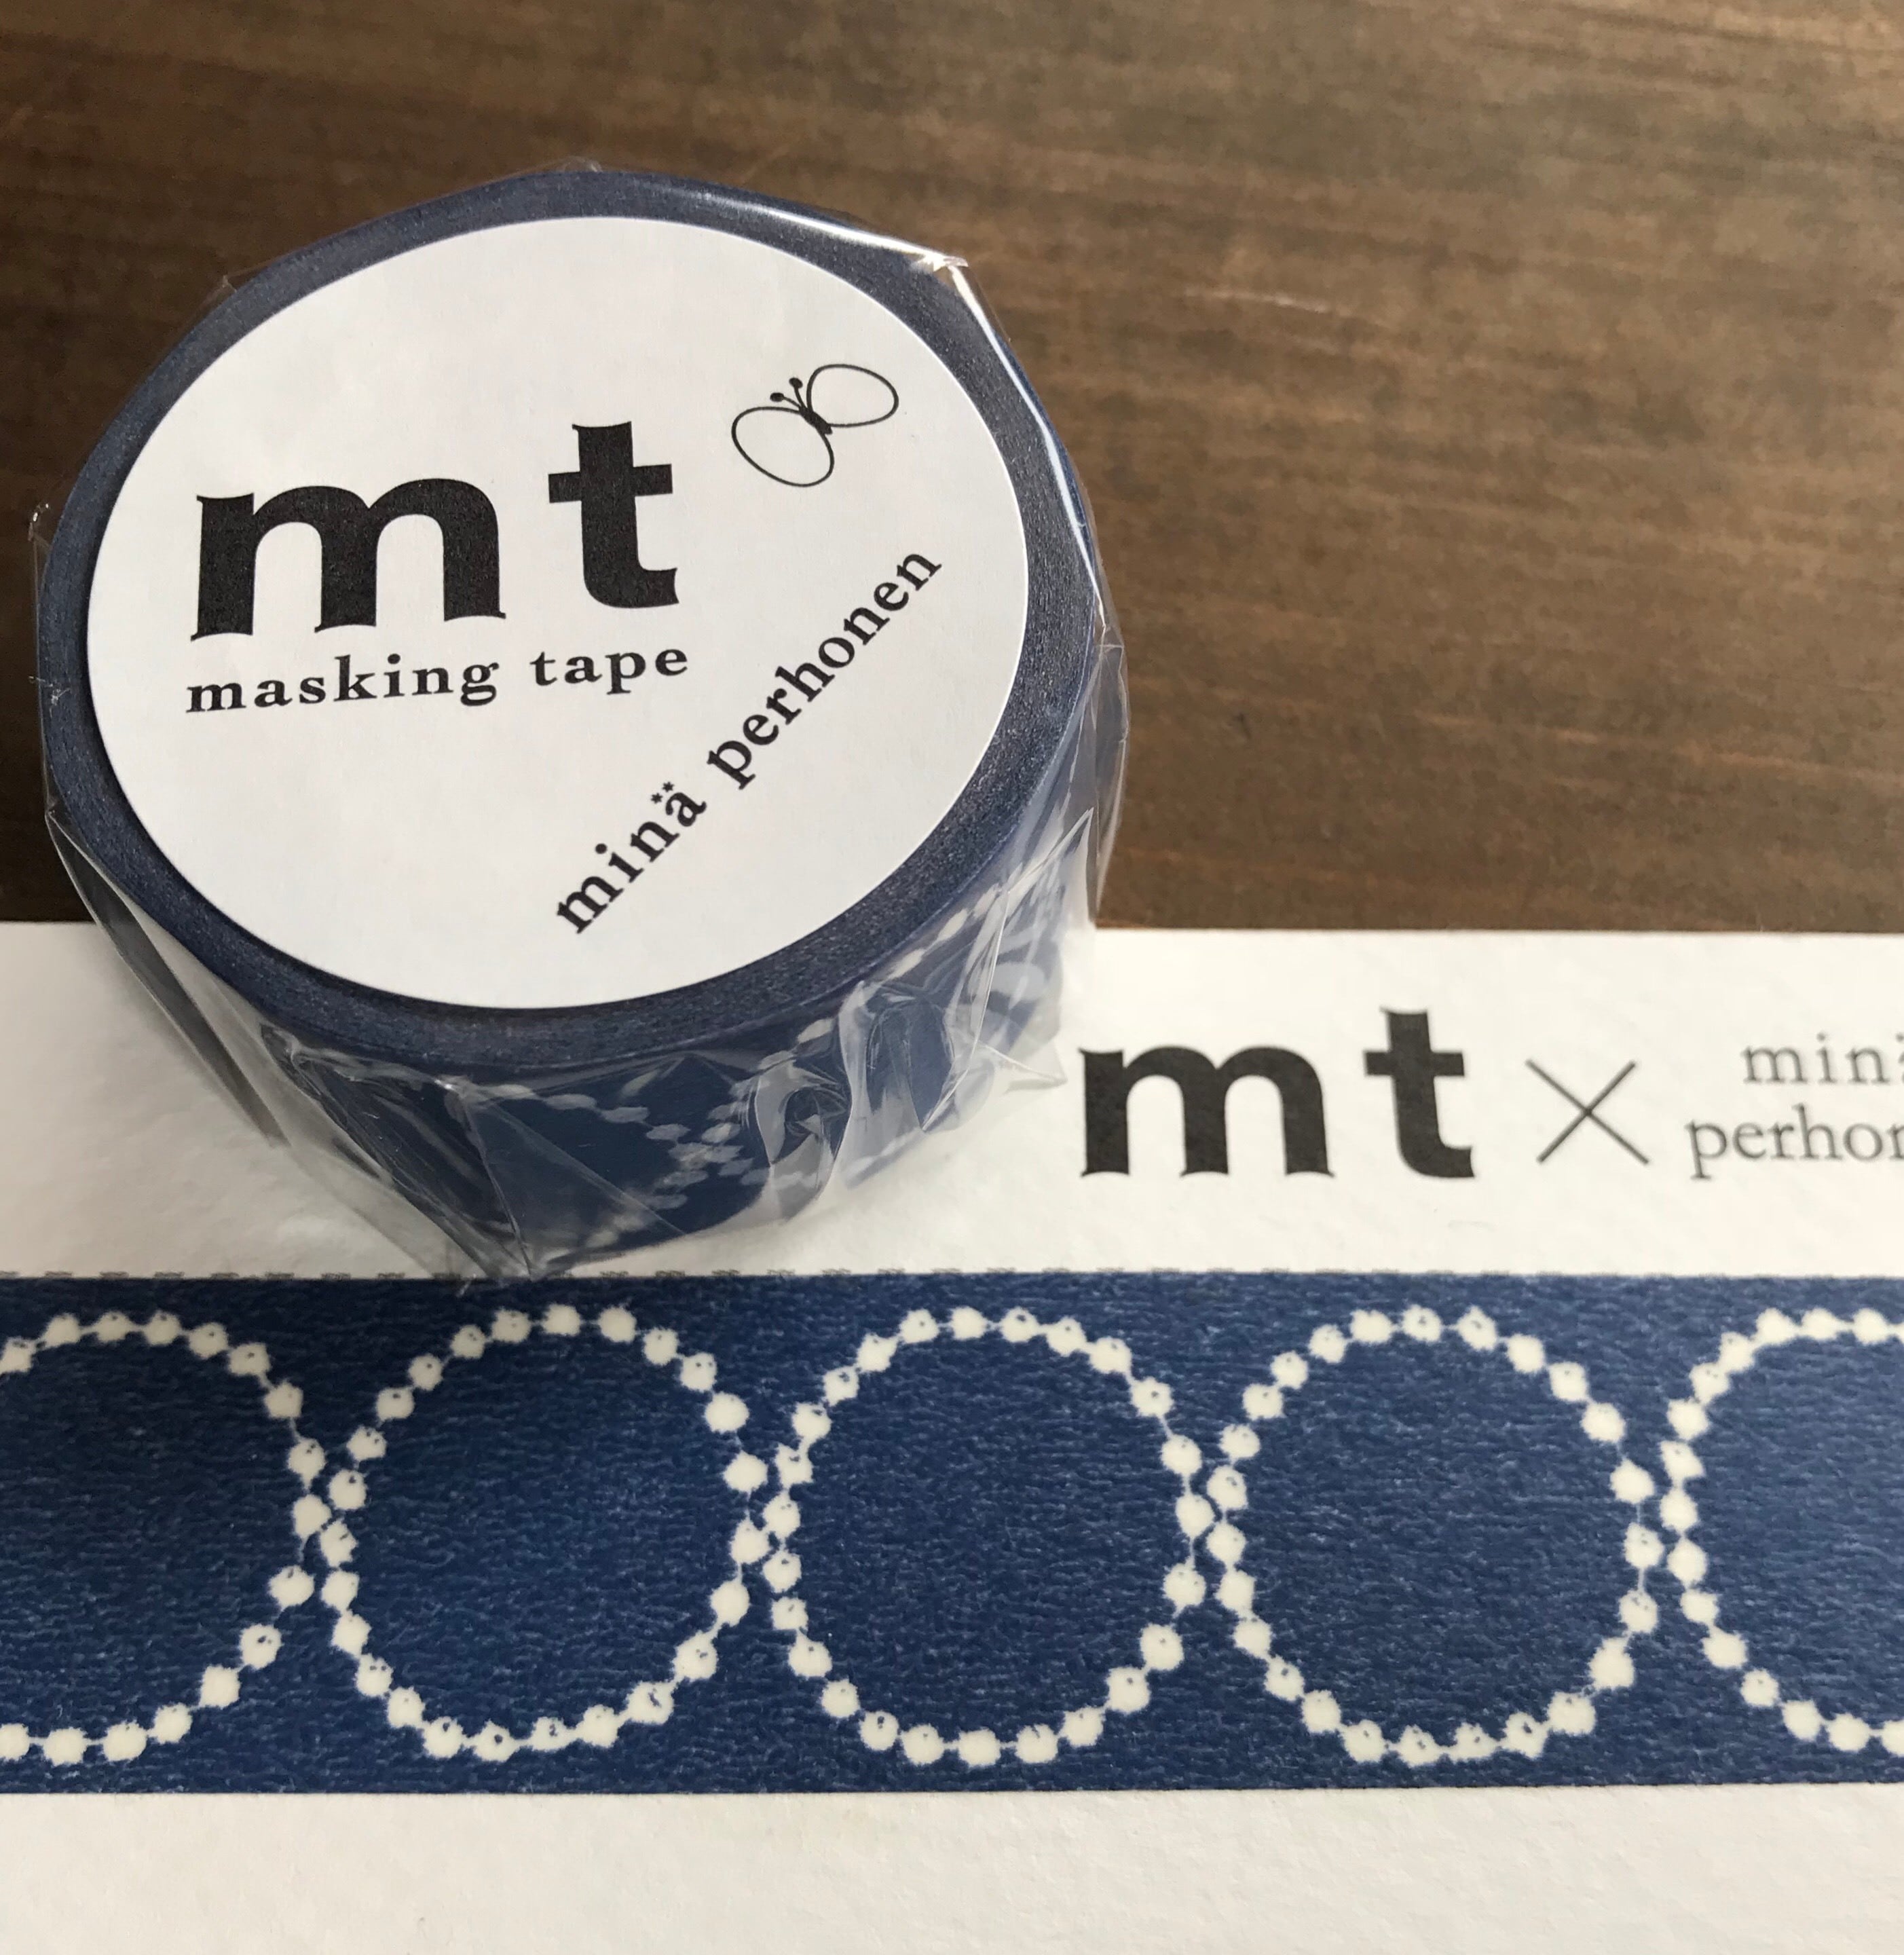 mt
masking tape
minä perhonen
mt ×